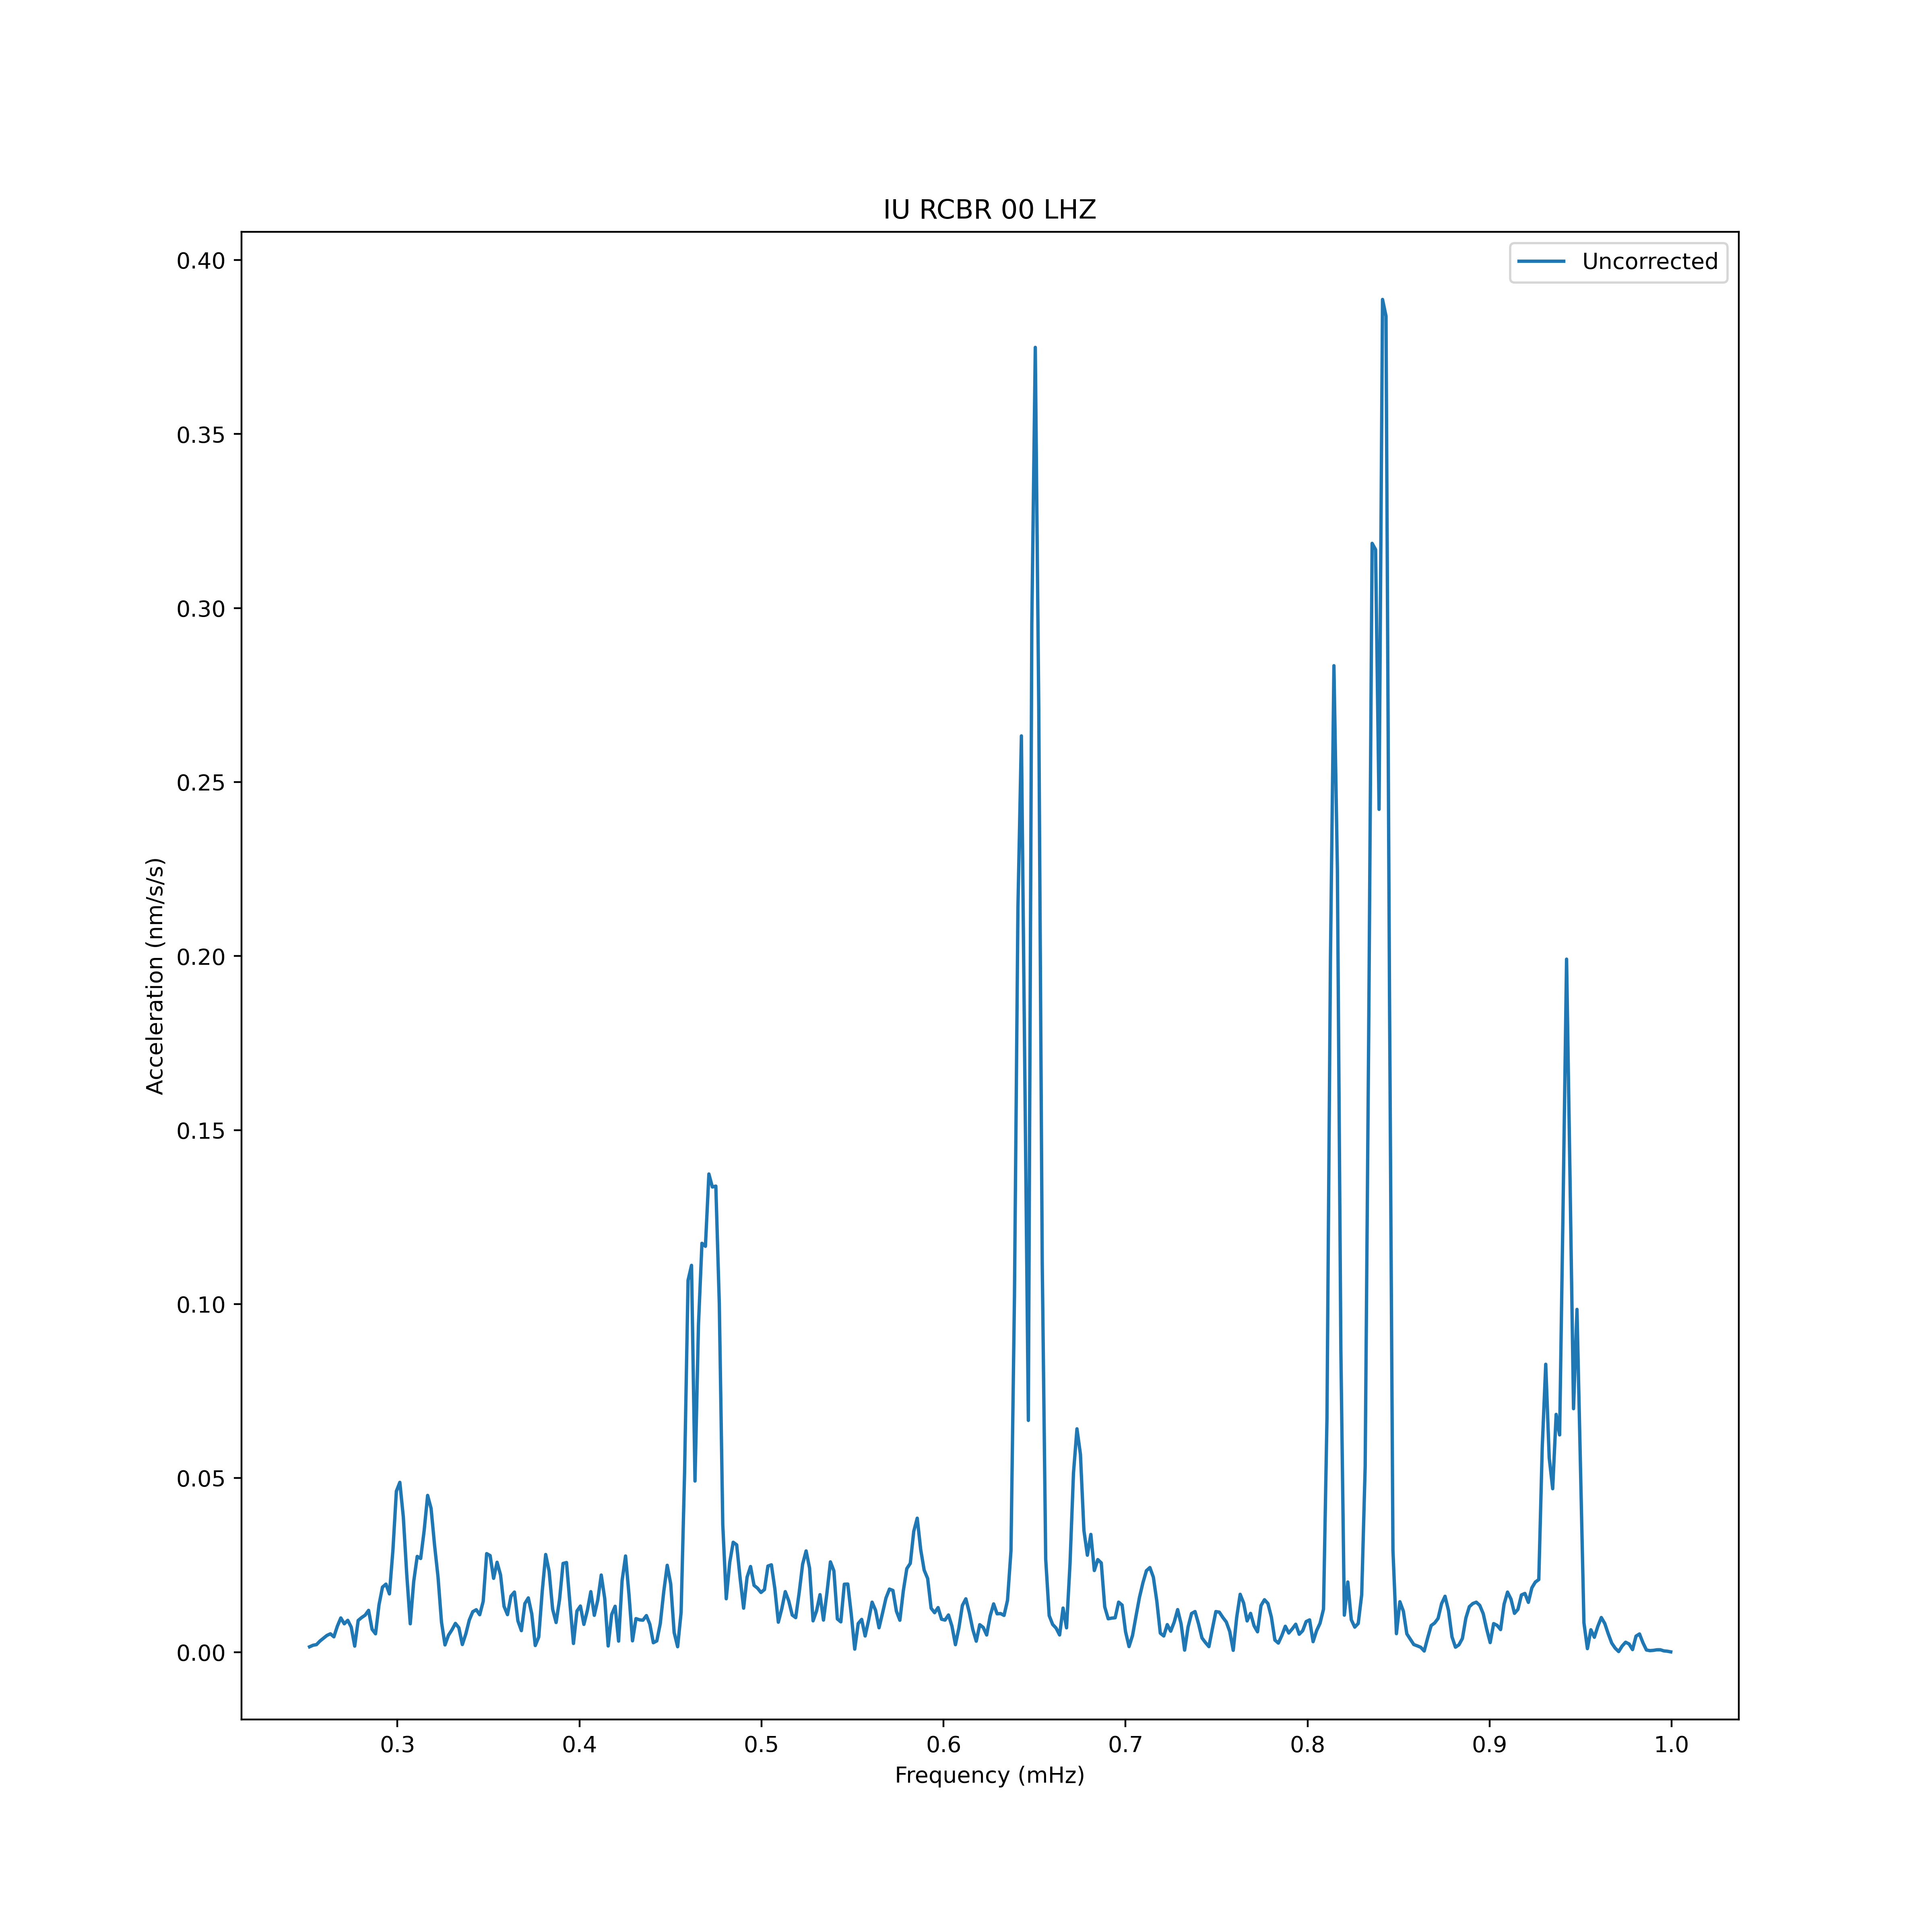 IU RCBR 00 LHZ
Uncorrected
0.40
0.35
0.30
0.25
0.20
0.15
0.10
0.05
0.00
Acceleration (nm/s/s)
0.3 0.4 0.5 0.6 0.7 0.8 0.9 1.0
Frequency (mHz)